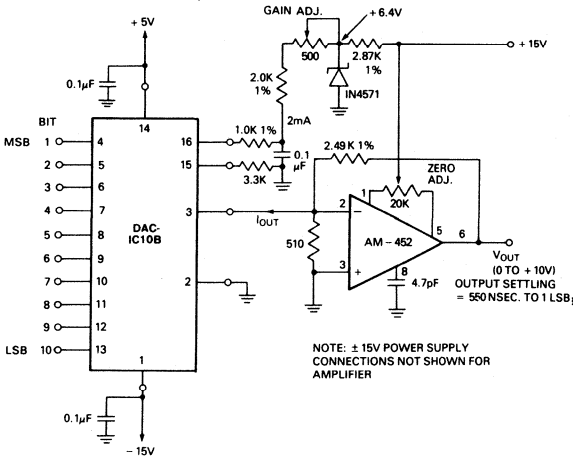 GAIN ADJ.
+ 6.4V
+ 5V
500
2.87K
1%
+ 15V
0.1µF
2.0K
1%
IN4571
BIT
14
2mA
MSB
1
4
16
1.0K 1%
2.49K 1%
2
5
15
0.1
µF
ZERO
ADJ.
3
6
3.3K
1
20K
4
7
3
IOUT
2
−
5
6
5
8
DAC-
IC10B
AM - 452
VOUT
(0 TO + 10V)
6
9
510
3
+
8
7
10
2
4.7pF
OUTPUT SETTLING
= 550 NSEC. TO 1 LSB
8
11
9
12
LSB
10
13
NOTE: ± 15V POWER SUPPLY
CONNECTIONS NOT SHOWN FOR
AMPLIFIER
1
0.1µF
− 15V